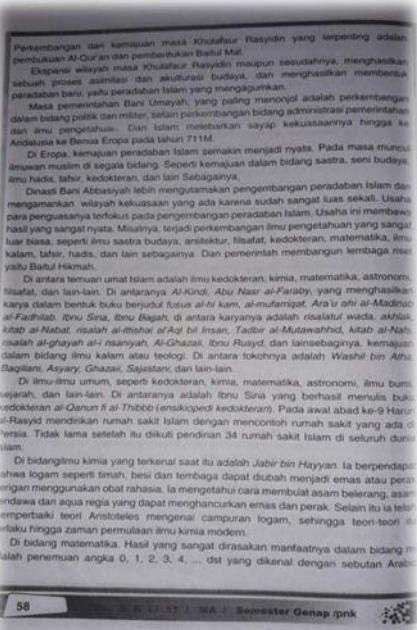 Perkembangan dan kemajuan masa Khulafaur Rasyidin yang terpenting adalah
pembukuan Al-Qur'an dan pembentukan Baitul Mal.
Ekspansi wilayah masa Khulafaur Rasyidin maupun sesudahnya, menghasilkan
sebuah proses asimilasi dan akulturasi budaya, dan menghasilkan membentuk
peradaban baru, yaitu peradaban Islam yang mengagumkan.
Masa pemerintahan Bani Umayah, yang paling menonjol adalah perkembangan
dalam bidang politik dan militer, selain perkembangan bidang administrasi pemerintahan
dan ilmu pengetahuan. Dan Islam melebarkan sayap kekuasaannya hingga ke
Andalusia ke Benua Eropa pada tahun 711M.
Di Eropa, kemajuan peradaban Islam semakin menjadi nyata. Pada masa muncul
ilmuwan muslim di segala bidang. Seperti kemajuan dalam bidang sastra, seni budaya,
ilmu hadis, tafsir, kedokteran, dan lain Sebagainya.
Dinasti Bani Abbasiyah lebih mengutamakan pengembangan peradaban Islam dan
mengamankan wilayah kekuasaan yang ada karena sudah sangat luas sekali. Usaha
para penguasanya terfokus pada pengembangan peradaban Islam. Usaha ini membawa
hasil yang sangat nyata. Misalnya, terjadi perkembangan ilmu pengetahuan yang sangat
luar biasa, seperti ilmu sastra budaya, arsitektur, filsafat, kedokteran, matematika, ilmu
kalam, tafsir, hadis, dan lain sebagainya. Dan pemerintah membangun lembaga riset
yaitu Baitul Hikmah.
Di antara temuan umat Islam adalah ilmu kedokteran, kimia, matematika, astronomi,
filsafat, dan lain-lain. Di antaranya Al-Kindi, Abu Nasr al-Faraby, yang menghasilkan
karya dalam bentuk buku berjudul fusus al-hi kam, al-mufarriqat, Ara'u ahi al-Madinah
al-Fadhilab. Ibnu Sina, Ibnu Bajah, di antara karyanya adalah risalatul wada, akhlak,
kitab al-Nabat, risalah al-ittishal al'Aql bil Insan, Tadbir al-Mutawahhid, kitab al-Nafs,
risalah al-ghayah al-i nsaniyah, Al-Ghazali, Ibnu Rusyd, dan lainsebaginya, kemajuan
dalam bidang ilmu kalam atau teologi. Di antara tokohnya adalah Washil bin Atha,
Baqillani, Asyary, Ghazali, Sajastani, dan lain-lain.
Di ilmu-ilmu umum, seperti kedokteran, kimia, matematika, astronomi, ilmu bumi,
sejarah, dan lain-lain. Di antaranya adalah Ibnu Sina yang berhasil menulis buku
kedokteran al-Qanun fi al-Thibbb (ensikiopedi kedokteran). Pada awal abad ke-9 Harun
al-Rasyid mendirikan rumah sakit Islam dengan mencontoh rumah sakit yang ada di
Persia. Tidak lama setelah itu diikuti pendirian 34 rumah sakit Islam di seluruh dunia
Islam.
Di bidangilmu kimia yang terkenal saat itu adalah Jabir bin Hayyan. Ia berpendapat
ahwa logam seperti timah, besi dan tembaga dapat diubah menjadi emas atau perak
engan menggunakan obat rahasia. Ia mengetahui cara membuat asam belerang, asam
endawa dan aqua regia yang dapat menghancurkan emas dan perak. Selain itu ia telah
emperbaiki teori Aristoteles mengenai campuran logam, sehingga teori-teori
erlaku hingga zaman permulaan ilmu kimia modern.
Di bidang matematika. Hasil yang sangat dirasakan manfaatnya dalam bidang
alah penemuan angka 0, 1, 2, 3, 4, ... dst yang dikenal dengan sebutan Arabic
58
MA / Semester Genap /pnk